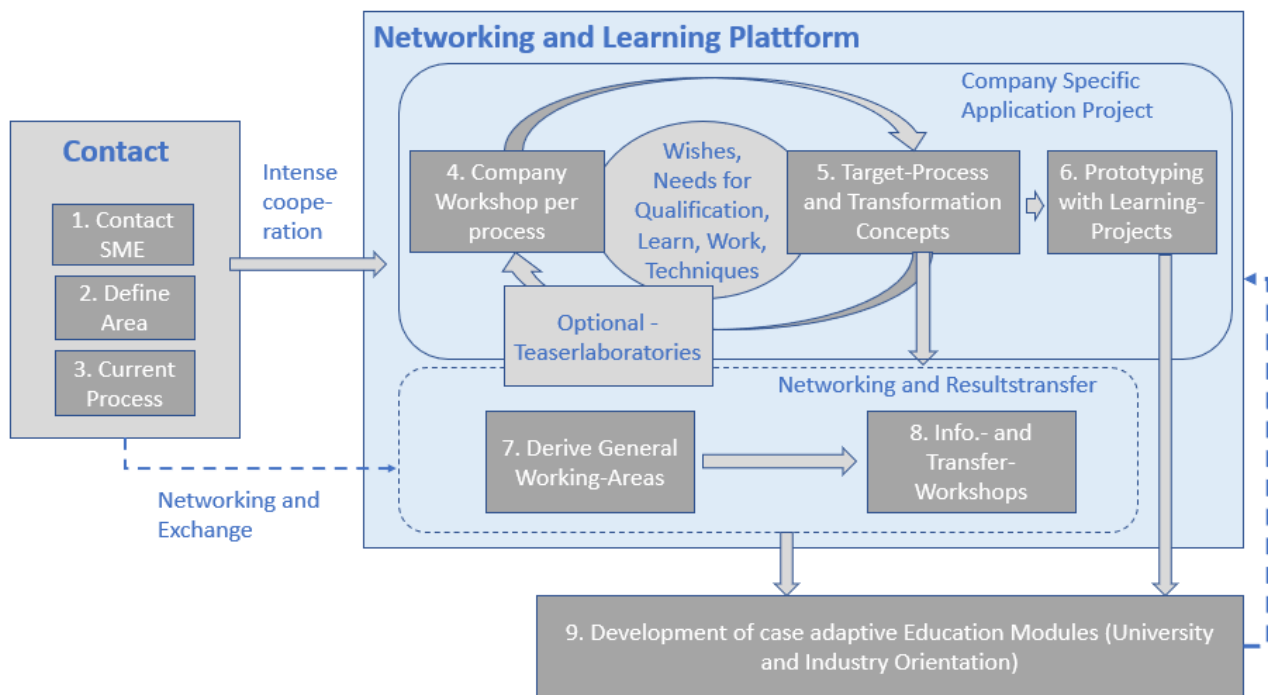 Networking and Learning Plattform
Company Specific
Application Project
Contact
1. Contact
SME
2. Define
Area
3. Current
Process
Intense
coope-
ration
4. Company
Workshop per
process
Wishes,
Needs for
Qualification,
Learn, Work,
Techniques
5. Target-Process
and Transformation
Concepts
6. Prototyping
with Learning-
Projects
Optional -
Teaserlaboratories
Networking and Resultstransfer
7. Derive General
Working-Areas
8. Info.- and
Transfer-
Workshops
Networking and
Exchange
9. Development of case adaptive Education Modules (University
and Industry Orientation)